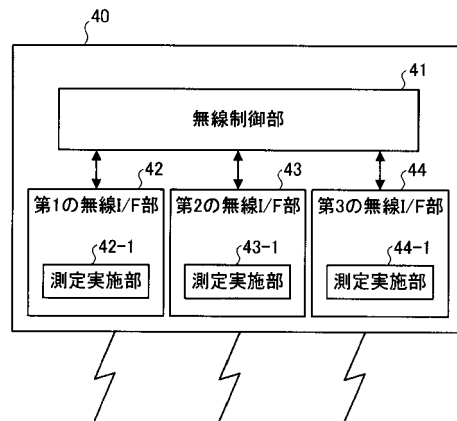 40
41
無線制御部
42
43
44
第1の無線I/F部
第2の無線I/F部
第3の無線I/F部
42-1
43-1
44-1
測定実施部
測定実施部
測定実施部